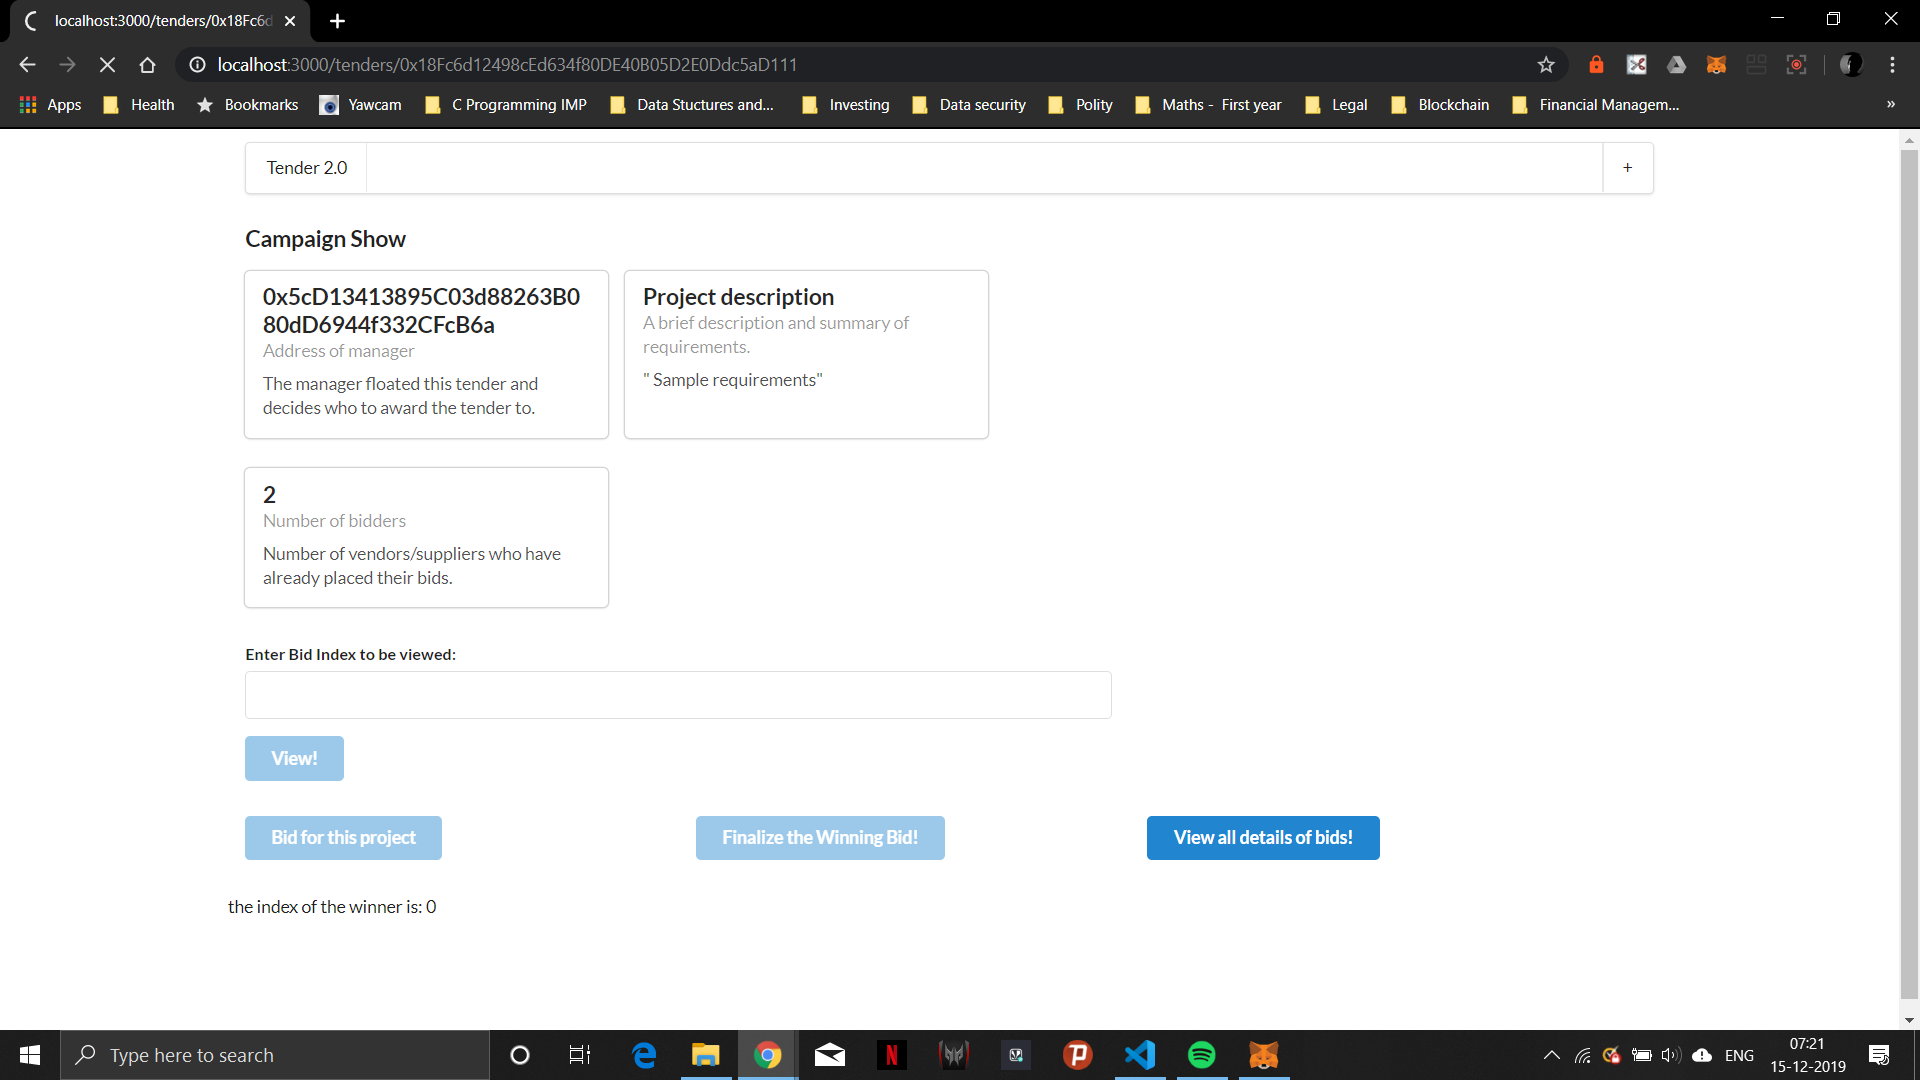 localhost:3000/tenders/0x18Fc6d
localhost:3000/tenders/0x18Fc6d12498cEd634f80DE40B05D2E0Ddc5aD111
Apps Health Bookmarks Yawcam C Programming IMP Data Stuctures and... Investing Data security Polity Maths - First year Legal Blockchain Financial Managem... »
Tender 2.0 +
Campaign Show
0x5cD13413895C03d88263B0
80dD6944f332CFcB6a
Address of manager
The manager floated this tender and
decides who to award the tender to.
Project description
A brief description and summary of
requirements.
" Sample requirements"
2
Number of bidders
Number of vendors/suppliers who have
already placed their bids.
Enter Bid Index to be viewed:
View!
Bid for this project Finalize the Winning Bid! View all details of bids!
the index of the winner is: 0
Type here to search
ENG
07:21
15-12-2019